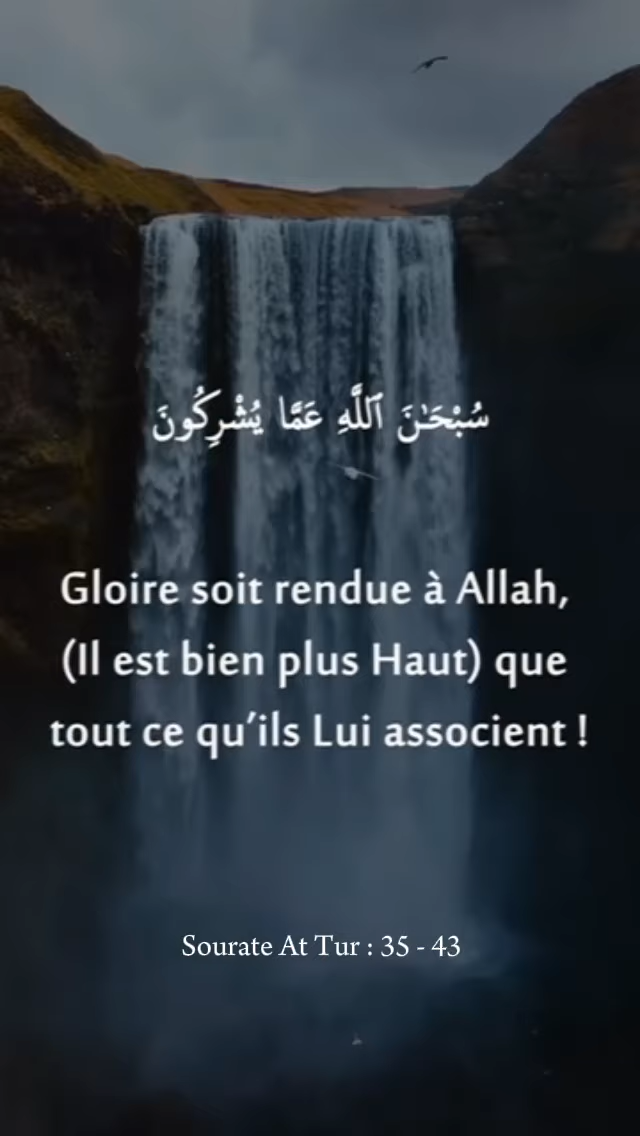 سُبْحَـٰنَ ٱللَّهِ عَمَّا يُشْرِكُونَ
Gloire soit rendue à Allah,
(Il est bien plus Haut) que
tout ce qu’ils Lui associent !
Sourate At Tur : 35 - 43